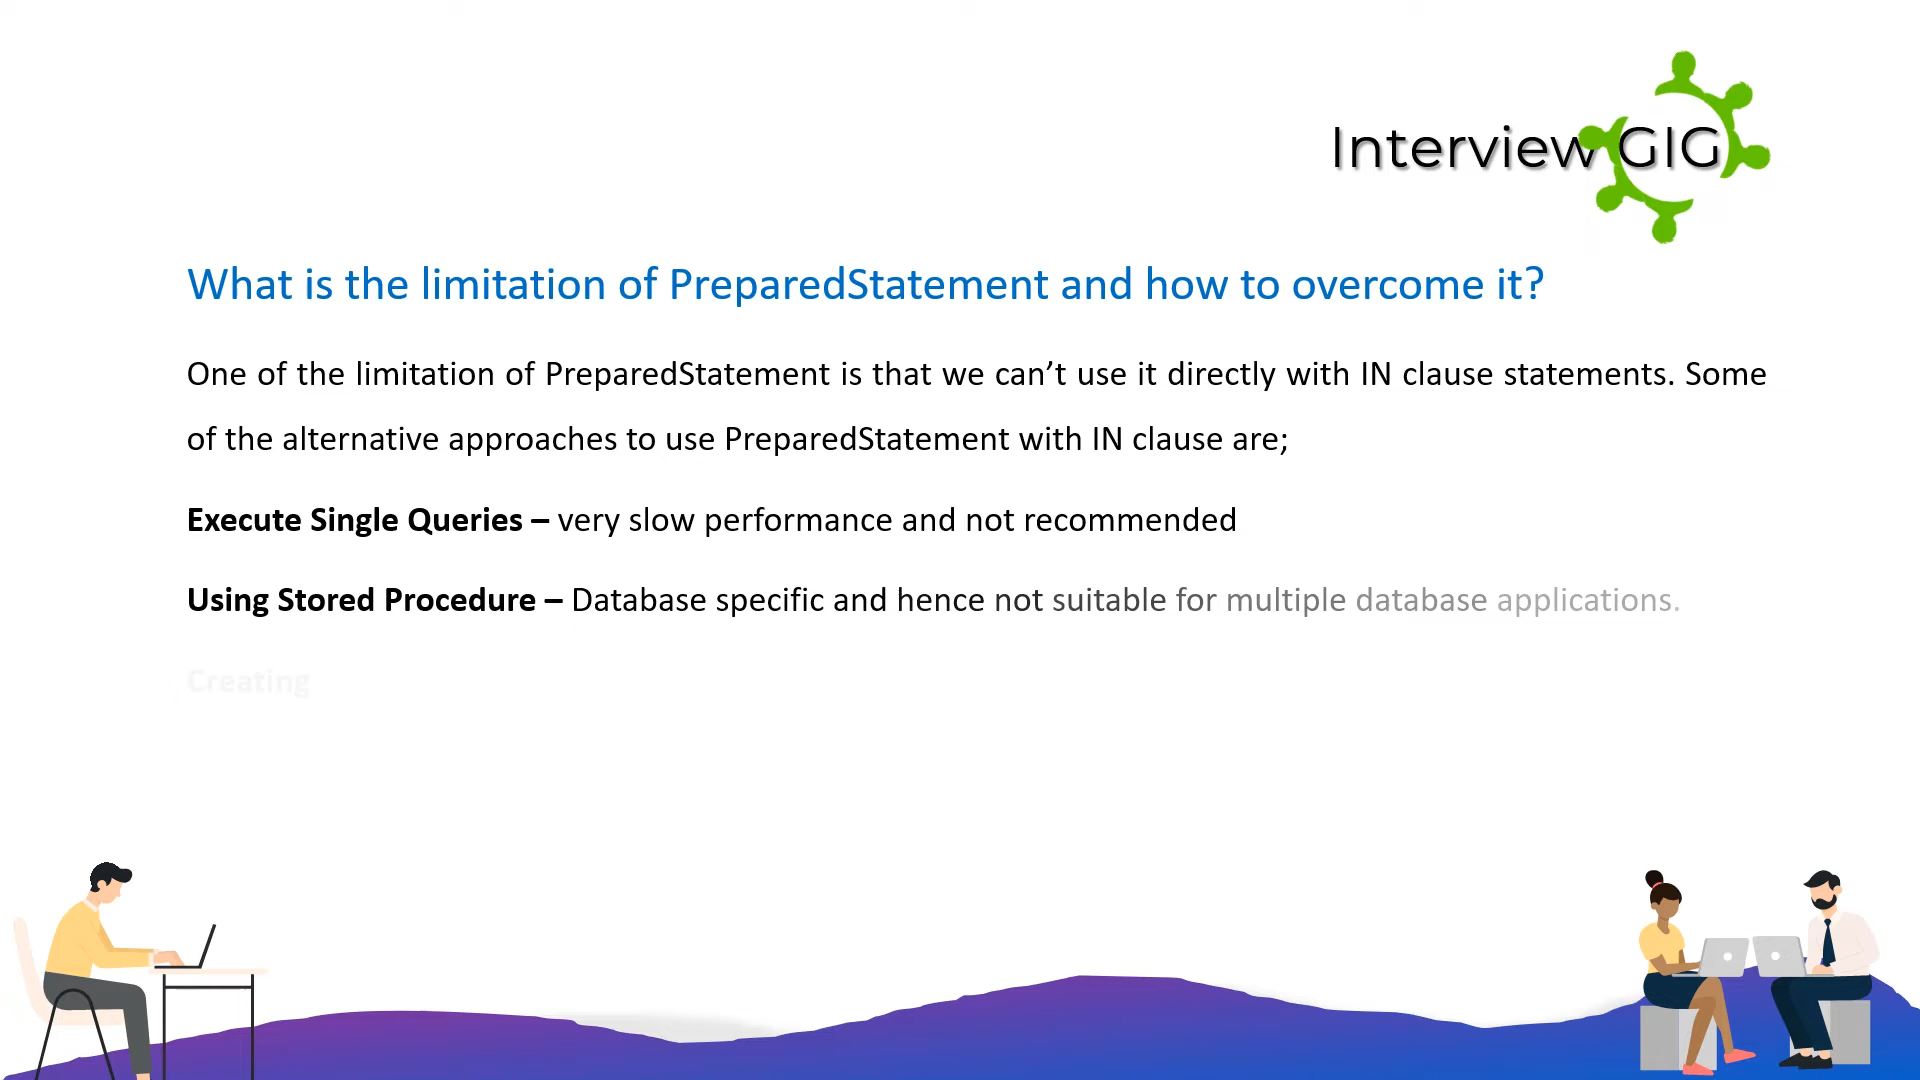 Interview GIG
What is the limitation of PreparedStatement and how to overcome it?
One of the limitation of PreparedStatement is that we can’t use it directly with IN clause statements. Some
of the alternative approaches to use PreparedStatement with IN clause are;
Execute Single Queries – very slow performance and not recommended
Using Stored Procedure – Database specific and hence not suitable for multiple database applications.
Creating